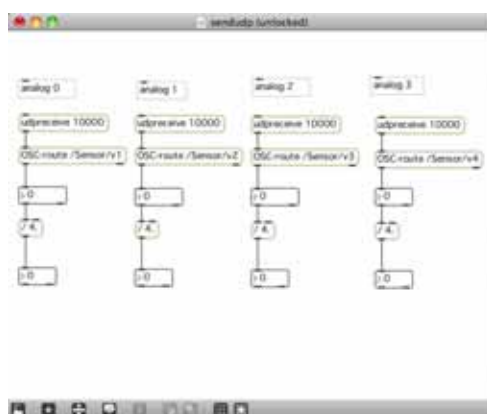 sendudp (unlocked)
analog 0
udpreceive 10000
OSC-route /Sensor/v1
0
/ 4.
0
analog 1
udpreceive 10000
OSC-route /Sensor/v2
0
/ 4.
0
analog 2
udpreceive 10000
OSC-route /Sensor/v3
0
/ 4.
0
analog 3
udpreceive 10000
OSC-route /Sensor/v4
0
/ 4.
0